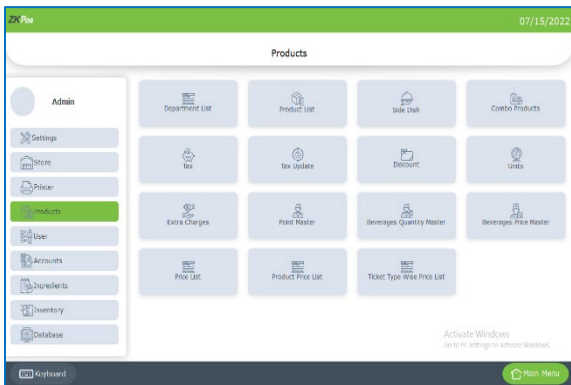 ZKPos
07/15/2022
Products
Admin
Department List
Product List
Side Dish
Combo Products
Settings
Store
Tax
Tax Update
Discount
Units
Printer
Products
Extra Charges
Point Master
Beverages Quantity Master
Beverages Price Master
User
Accounts
Price List
Product Price List
Ticket Type Wise Price List
Ingredients
Inventory
Database
Activate Windows
Go to PC settings to activate Windows.
Keyboard
Main Menu